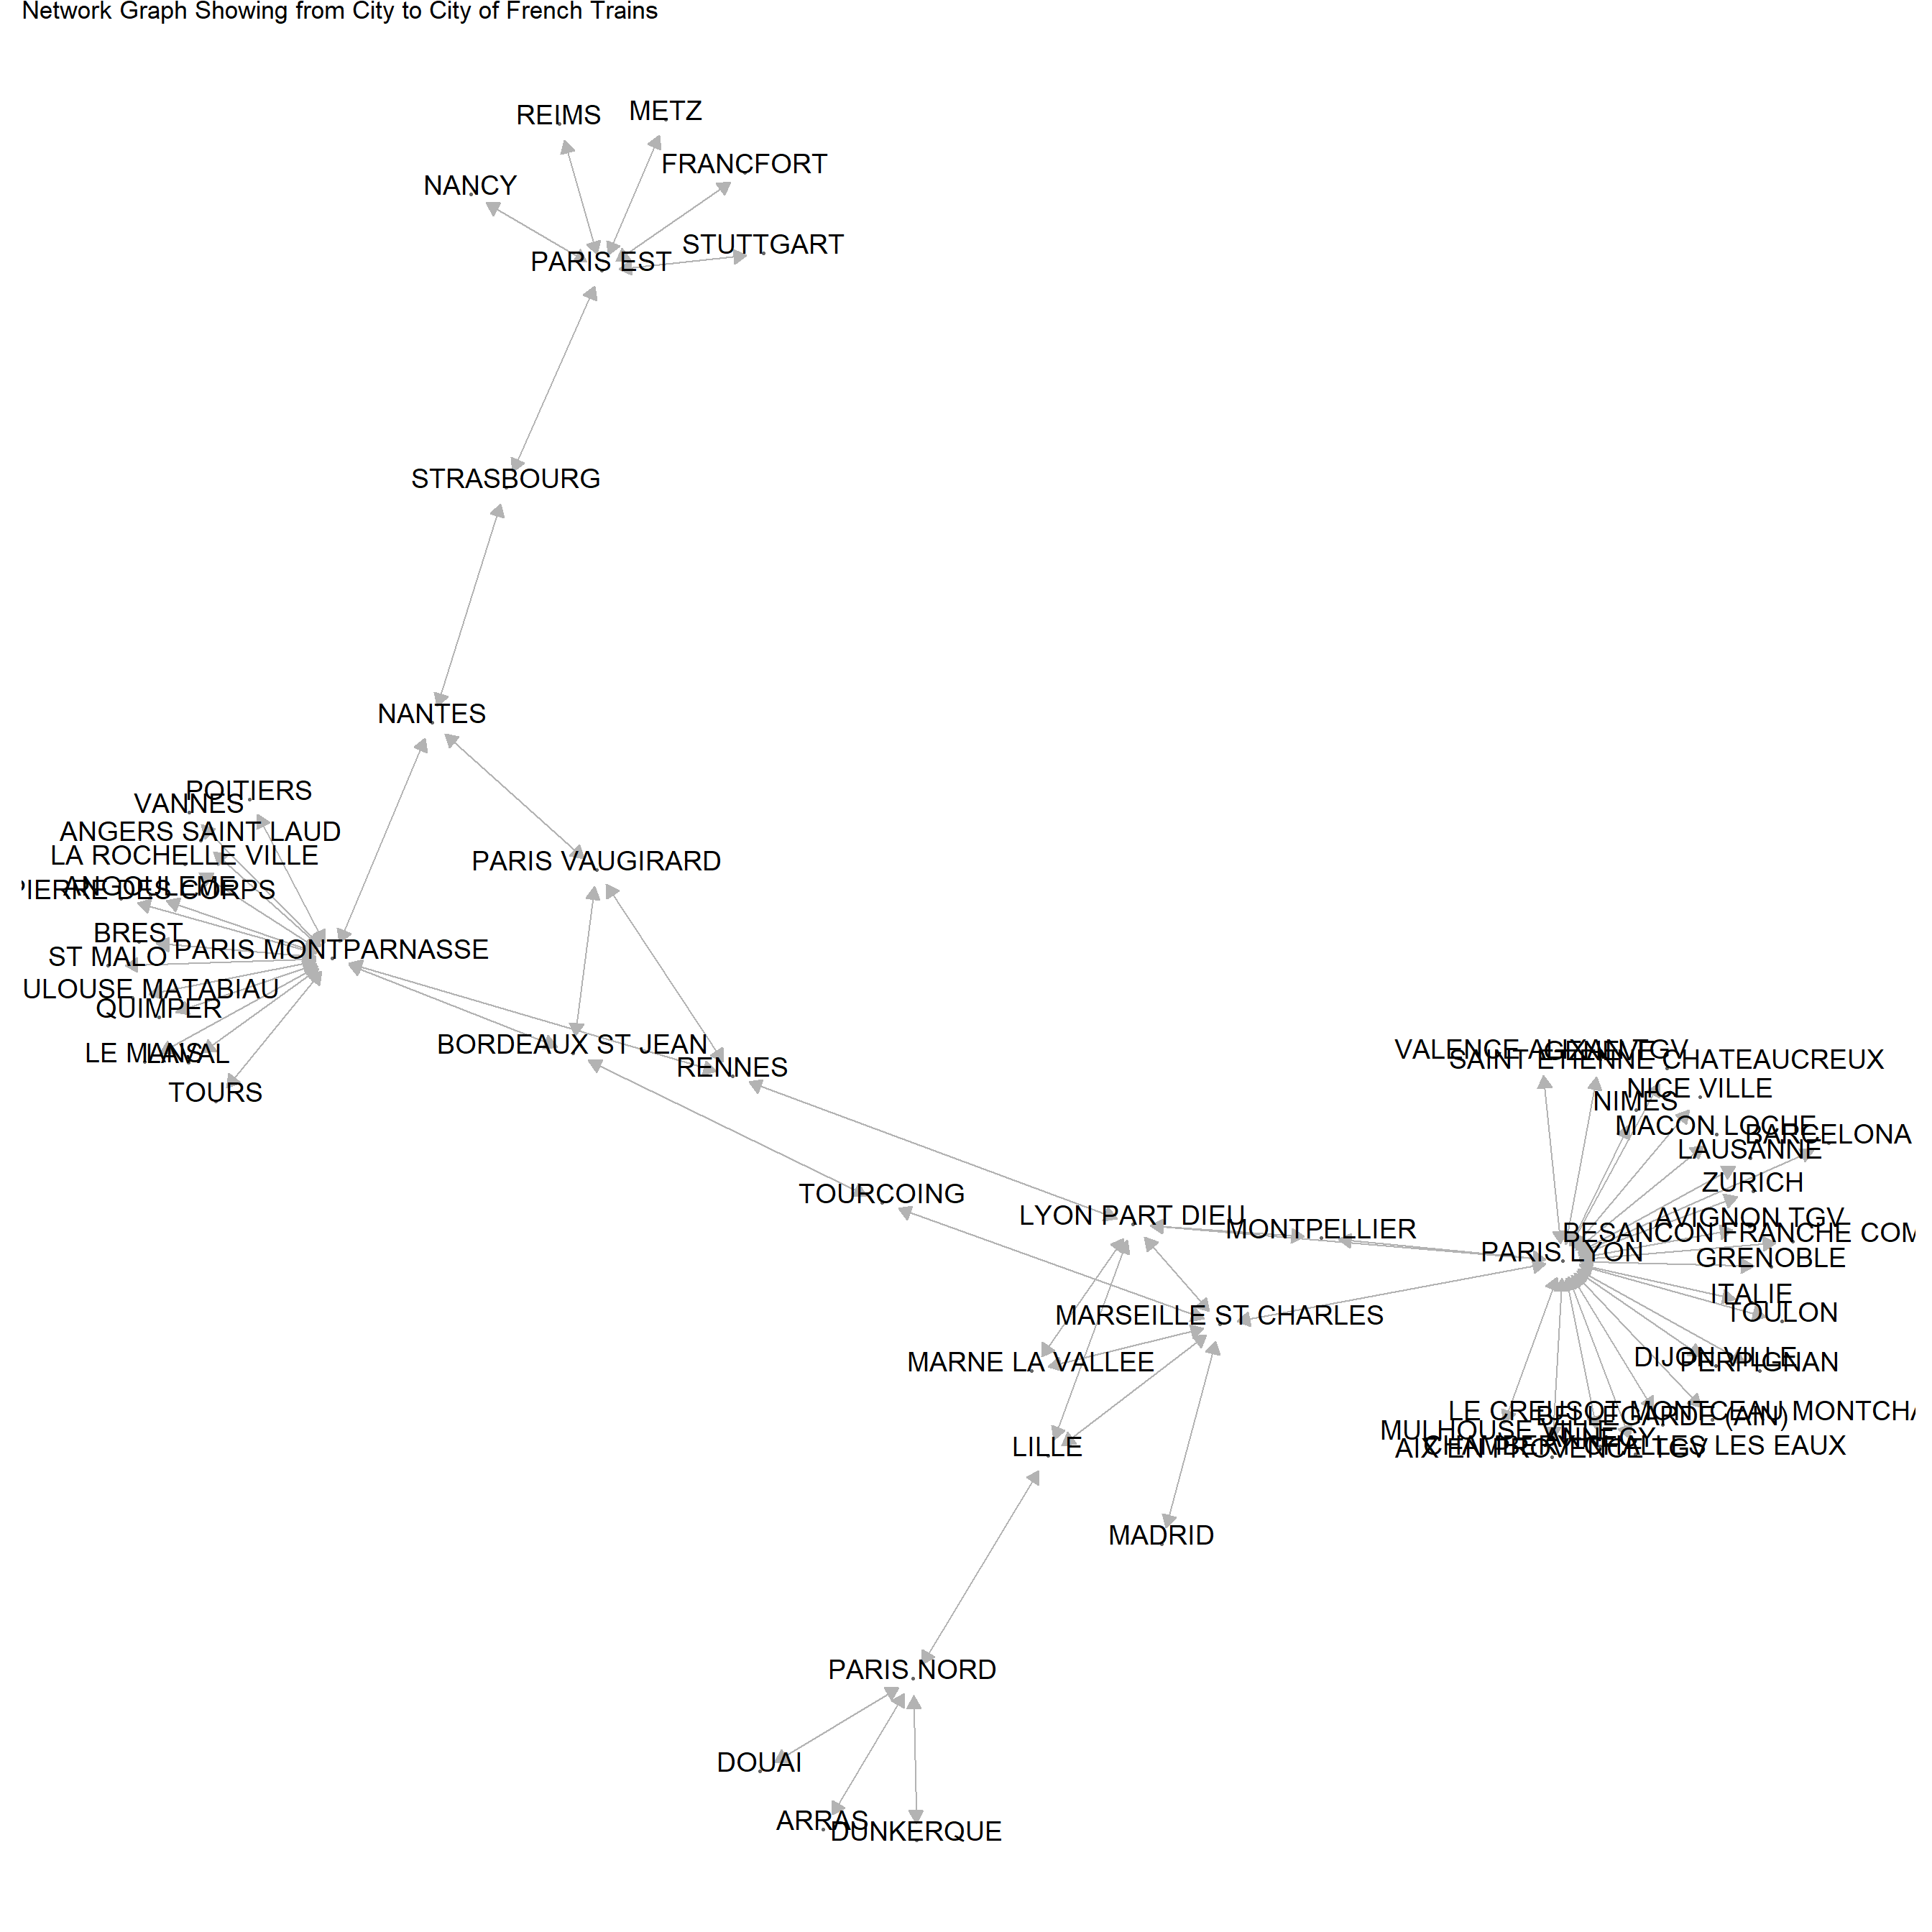 Network Graph Showing from City to City of French Trains
REIMS
METZ
FRANCFORT
NANCY
STUTTGART
PARIS EST
STRASBOURG
NANTES
POITIERS
VANNES
ANGERS SAINT LAUD
LA ROCHELLE VILLE
ANGOULEME
PIERRE DES CORPS
PARIS VAUGIRARD
BREST
PARIS MONTPARNASSE
ST MALO
ULOUSE MATABIAU
QUIMPER
LE MANS
LAVAL
TOURS
BORDEAUX ST JEAN
RENNES
VALENCE ALIXAN TGV
SAINT ETIENNE CHATEAUCREUX
NICE VILLE
NIMES
MACON LOCHE
BARCELONA
LAUSANNE
ZURICH
TOURCOING
LYON PART DIEU
MONTPELLIER
AVIGNON TGV
BESANCON FRANCHE COM
PARIS LYON
GRENOBLE
ITALIE
TOULON
MARSEILLE ST CHARLES
MARNE LA VALLEE
DIJON VILLE
PERPIGNAN
LE CREUSOT MONTCEAU MONTCHA
BELLEGARDE (AIN)
MULHOUSE VILLE
ANNECY
CHAMBERY CHALLES LES EAUX
AIX EN PROVENCE TGV
LILLE
MADRID
PARIS NORD
DOUAI
ARRAS
DUNKERQUE